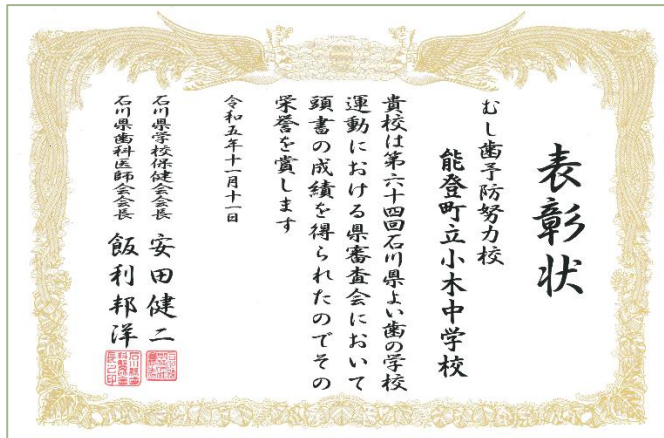 表彰状
むし歯予防努力校
能登町立小木中学校
貴校は第六十四回石川県よい歯の学校
運動における県審査会において
頭書の成績を得られたのでその
栄誉を賞します
令和五年十一月十一日
石川県学校保健会会長 安田健二
石川県歯科医師会会長 飯利邦洋